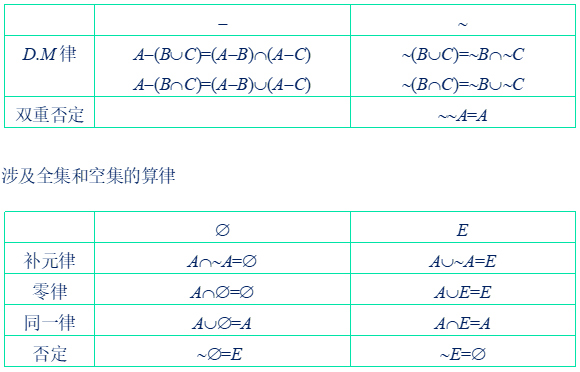 − ~
D.M 律 A−(B∪C)=(A−B)∩(A−C) ~(B∪C)=~B∩~C
A−(B∩C)=(A−B)∪(A−C) ~(B∩C)=~B∪~C
双重否定 ~~A=A
涉及全集和空集的算律
∅ E
补元律 A∩~A=∅ A∪~A=E
零律 A∩∅=∅ A∪E=E
同一律 A∪∅=A A∩E=A
否定 ~∅=E ~E=∅